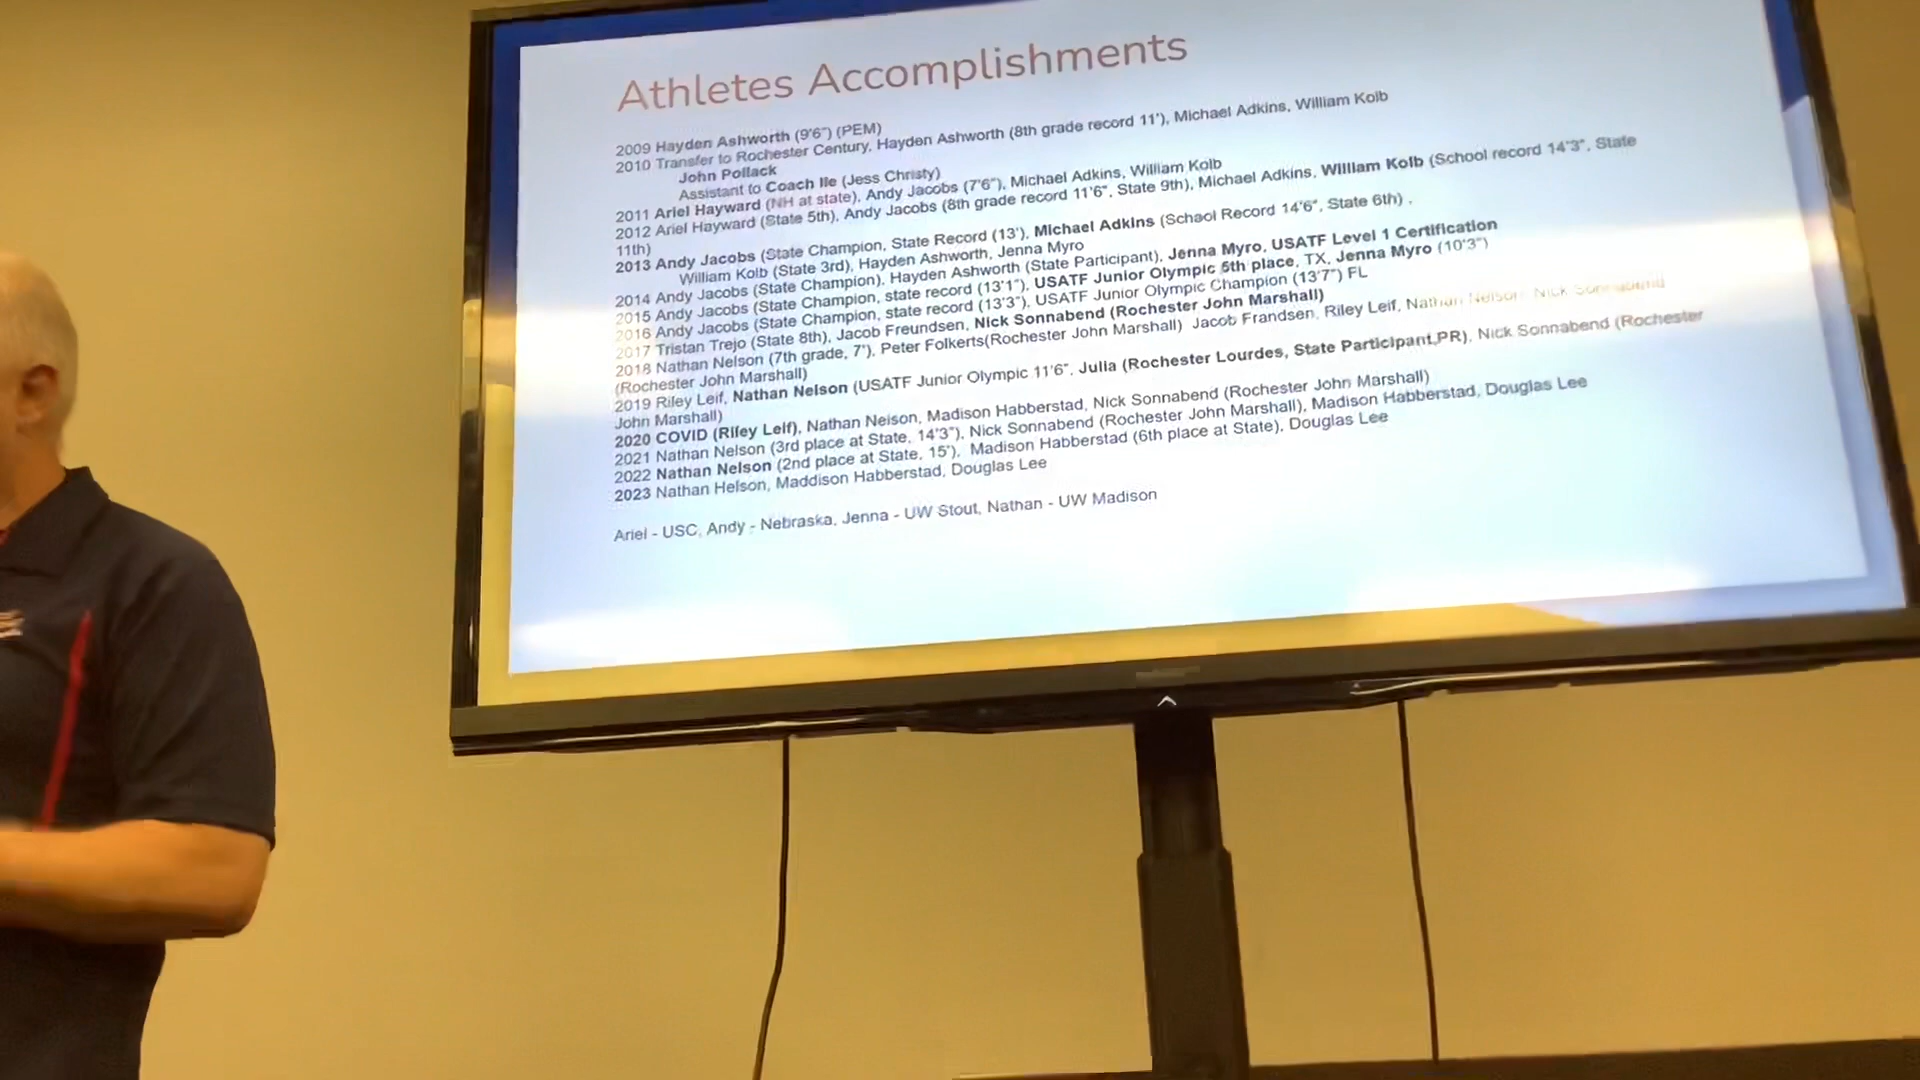 Athletes Accomplishments
2009 Hayden Ashworth (9'6") (PEM)
2010 Transfer to Rochester Century, Hayden Ashworth (8th grade record 11'), Michael Adkins, William Kolb
John Pollack
Assistant to Coach Ile (Jess Christy)
2011 Ariel Hayward (NH at state), Andy Jacobs (7'6"), Michael Adkins, William Kolb
2012 Ariel Hayward (State 5th), Andy Jacobs (8th grade record 11'6", State 9th), Michael Adkins, William Kolb (School record 14'3", State
11th)
2013 Andy Jacobs (State Champion, State Record (13'), Michael Adkins (School Record 14'6", State 6th) ,
William Kolb (State 3rd), Hayden Ashworth, Jenna Myro
2014 Andy Jacobs (State Champion), Hayden Ashworth (State Participant), Jenna Myro, USATF Level 1 Certification
2015 Andy Jacobs (State Champion, state record (13'1"), USATF Junior Olympic 5th place, TX, Jenna Myro (10'3")
2016 Andy Jacobs (State Champion, state record (13'3"), USATF Junior Olympic Champion (13'7") FL
2017 Tristan Trejo (State 8th), Jacob Freundsen, Nick Sonnabend (Rochester John Marshall)
2018 Nathan Nelson (7th grade, 7'), Peter Folkerts(Rochester John Marshall) Jacob Frandsen, Riley Leif, Nathan Nelson, Nick Sonnabend
(Rochester John Marshall)
2019 Riley Leif, Nathan Nelson (USATF Junior Olympic 11'6", Julia (Rochester Lourdes, State Participant,PR), Nick Sonnabend (Rochester
John Marshall)
2020 COVID (Riley Leif), Nathan Nelson, Madison Habberstad, Nick Sonnabend (Rochester John Marshall)
2021 Nathan Nelson (3rd place at State, 14'3"), Nick Sonnabend (Rochester John Marshall), Madison Habberstad, Douglas Lee
2022 Nathan Nelson (2nd place at State, 15'), Madison Habberstad (6th place at State), Douglas Lee
2023 Nathan Helson, Maddison Habberstad, Douglas Lee
Ariel - USC, Andy - Nebraska, Jenna - UW Stout, Nathan - UW Madison